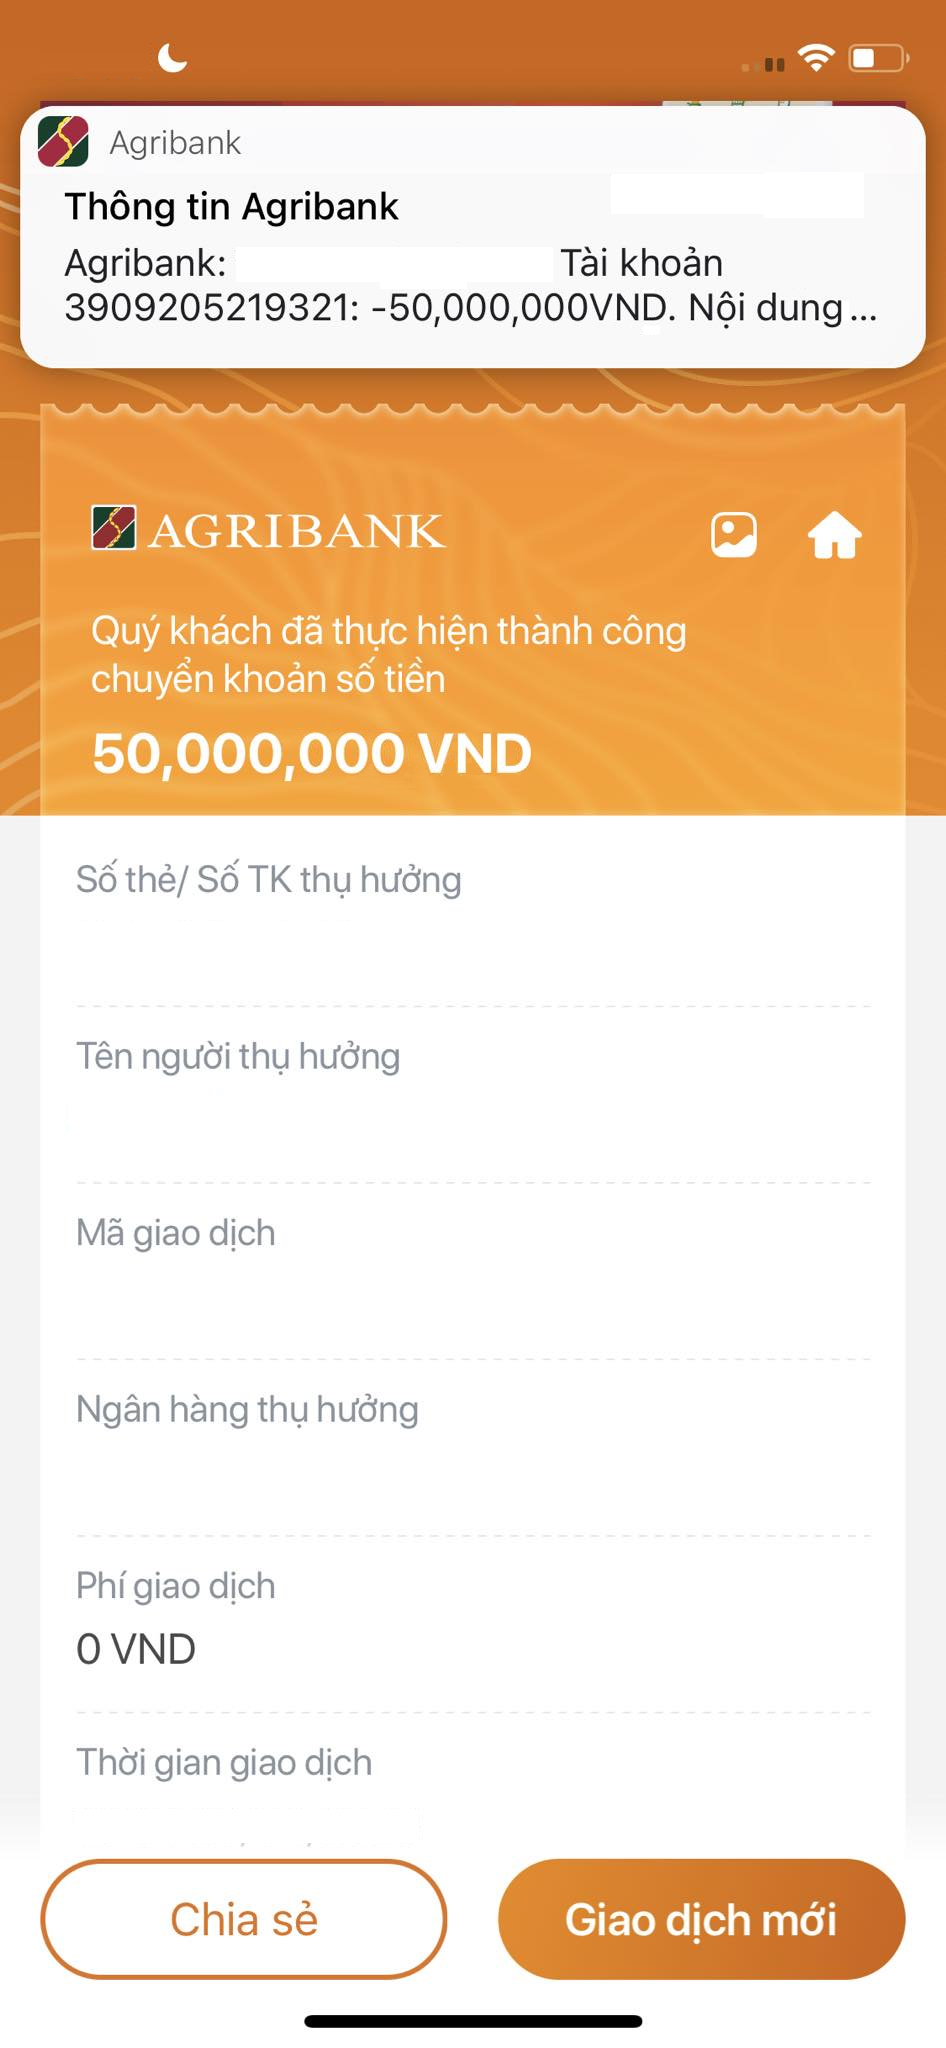 Agribank
Thông tin Agribank
Agribank: Tài khoản
3909205219321: -50,000,000VND. Nội dung...
AGRIBANK
Quý khách đã thực hiện thành công
chuyển khoản số tiền
50,000,000 VND
Số thẻ/ Số TK thụ hưởng
Tên người thụ hưởng
Mã giao dịch
Ngân hàng thụ hưởng
Phí giao dịch
0 VND
Thời gian giao dịch
Chia sẻ
Giao dịch mới